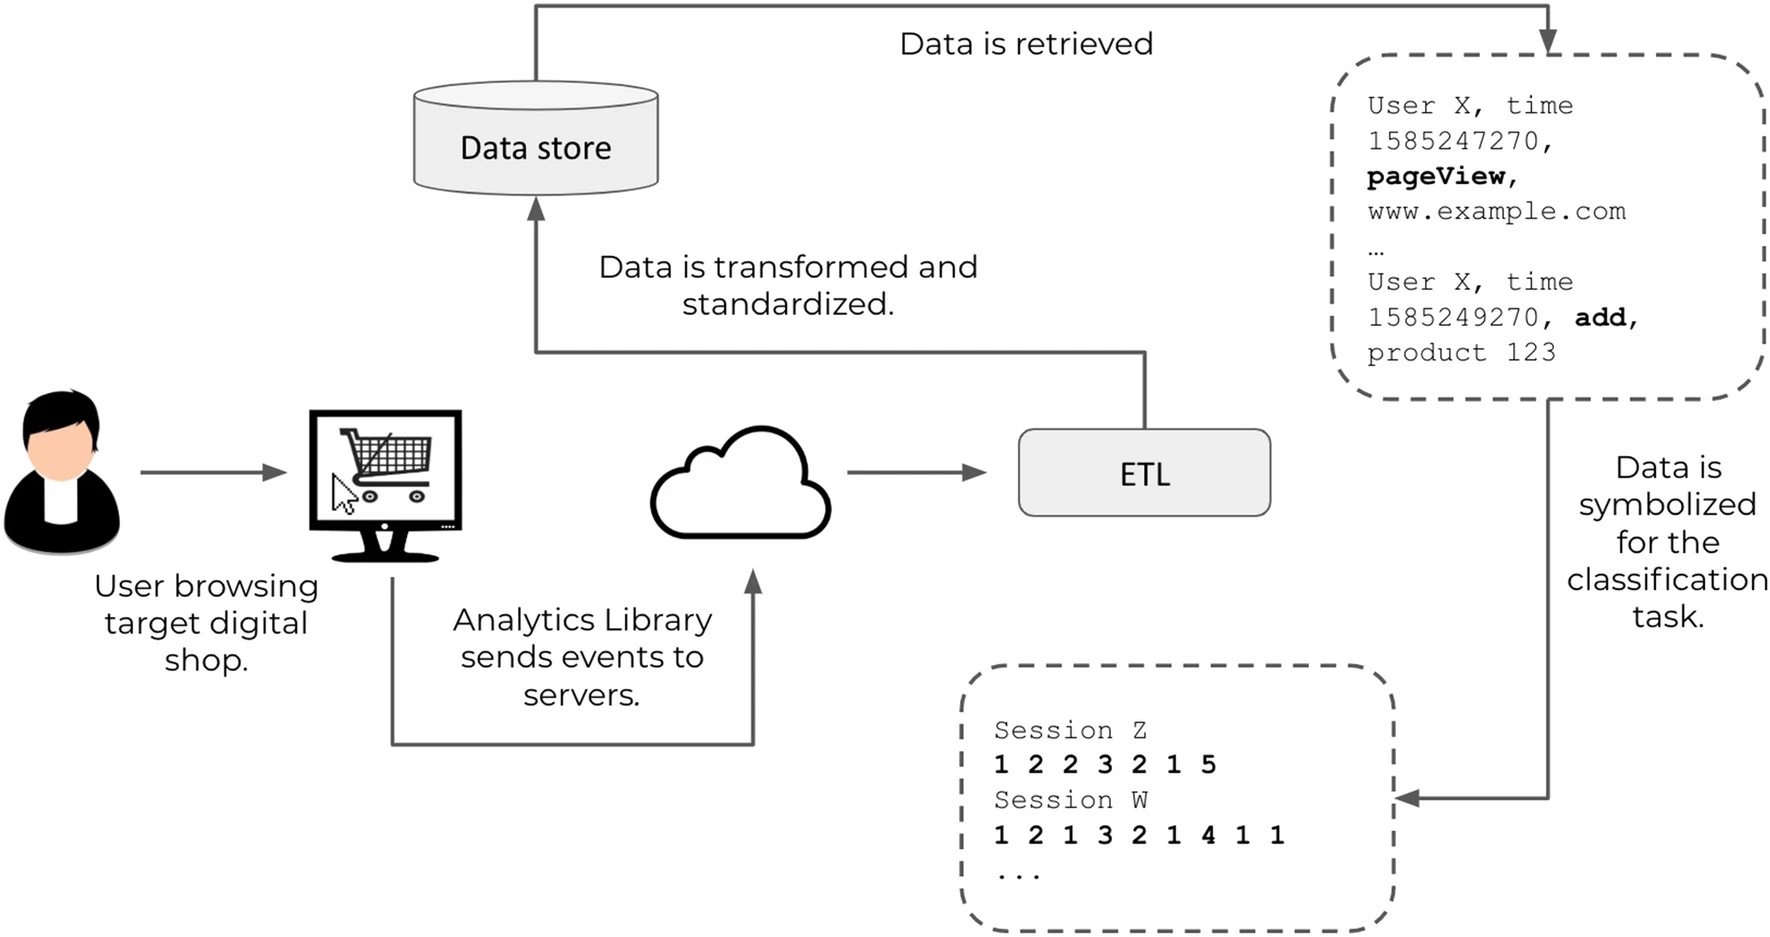 Data is retrieved
Data store
User X, time
1585247270,
pageView,
www.example.com
…
User X, time
1585249270, add,
product 123
Data is transformed and
standardized.
ETL
User browsing
target digital
shop.
Analytics Library
sends events to
servers.
Data is
symbolized
for the
classification
task.
Session Z
1 2 2 3 2 1 5
Session W
1 2 1 3 2 1 4 1 1
...